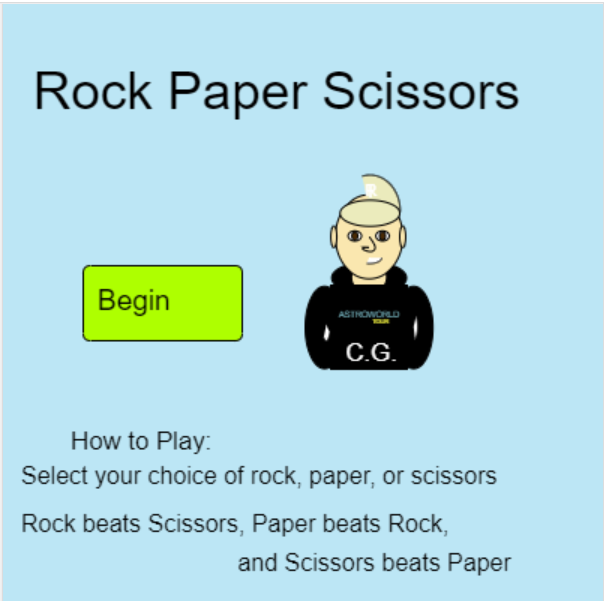 Rock Paper Scissors
R
Begin
ASTROWORLD
TOUR
C.G.
How to Play:
Select your choice of rock, paper, or scissors
Rock beats Scissors, Paper beats Rock,
and Scissors beats Paper